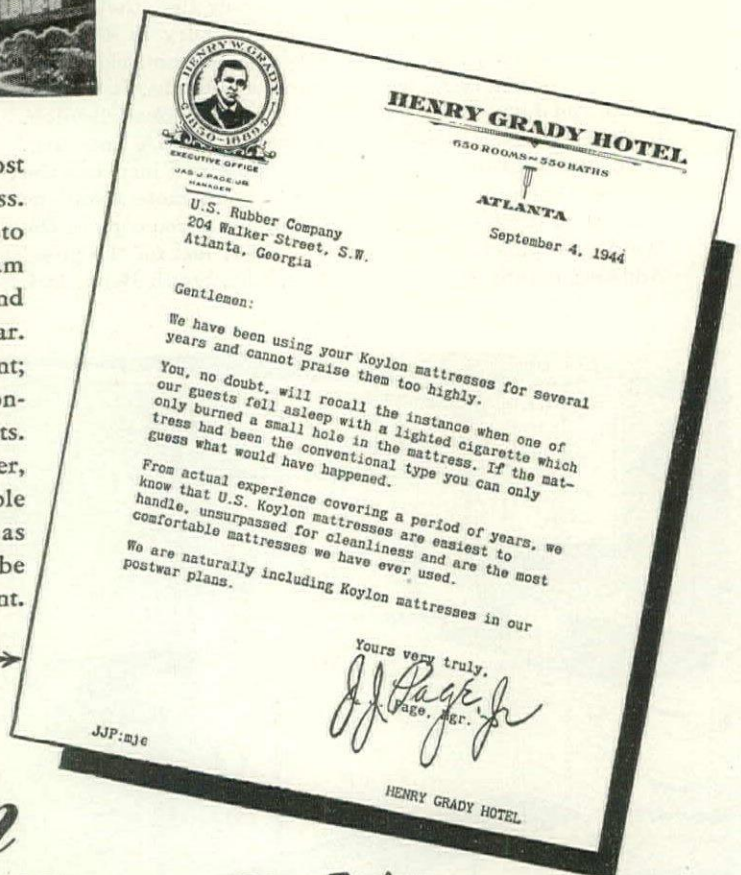 ost
ss.
to
am
nd
ar.
nt;
on-
ts.
er,
ble
as
be
nt.
HENRY W. GRADY
1850-1889
EXECUTIVE OFFICE
JAS. J. PAGE, JR.
MANAGER
HENRY GRADY HOTEL
650 ROOMS 550 BATHS
ATLANTA
September 4, 1944
U.S. Rubber Company
204 Walker Street, S.W.
Atlanta, Georgia
Gentlemen:
We have been using your Koylon mattresses for several
years and cannot praise them too highly.
You, no doubt, will recall the instance when one of
our guests fell asleep with a lighted cigarette which
only burned a small hole in the mattress. If the mat-
tress had been the conventional type you can only
guess what would have happened.
From actual experience covering a period of years, we
know that U.S. Koylon mattresses are easiest to
handle, unsurpassed for cleanliness and are the most
comfortable mattresses we have ever used.
We are naturally including Koylon mattresses in our
postwar plans.
Yours very truly,
J J Page, Jr
Page, Mgr.
JJP:mjc
HENRY GRADY HOTEL